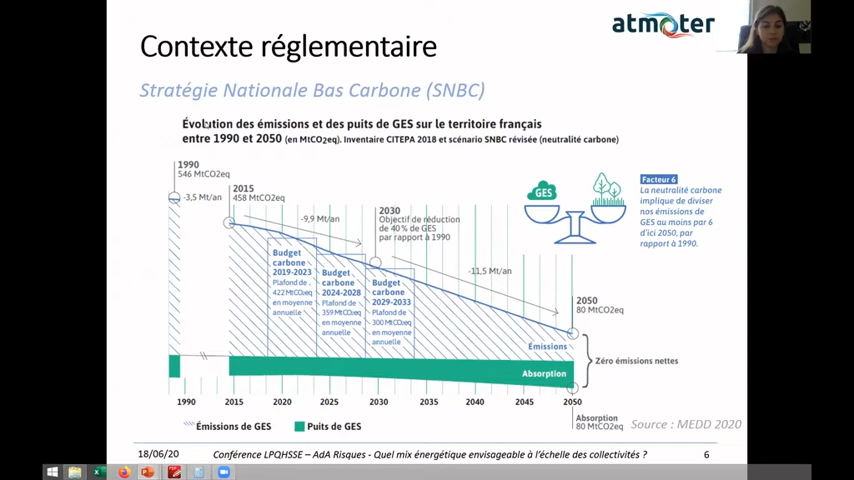 atmoter
Contexte réglementaire
Stratégie Nationale Bas Carbone (SNBC)
Évolution des émissions et des puits de GES sur le territoire français
entre 1990 et 2050 (en MtCO2eq). Inventaire CITEPA 2018 et scénario SNBC révisée (neutralité carbone)
1990
546 MtCO2eq
-3,5 Mt/an
2015
458 MtCO2eq
-9,9 Mt/an
2030
Objectif de réduction
de 40% de GES
par rapport à 1990
-11,5 Mt/an
GES
Facteur 6
La neutralité carbone
implique de diviser
nos émissions de
GES au moins par 6
d'ici 2050, par
rapport à 1990.
Budget
carbone
2019-2023
Plafond de
422 MtCO2eq
en moyenne
annuelle
Budget
carbone
2024-2028
Plafond de
359 MtCO2eq
en moyenne
annuelle
Budget
carbone
2029-2033
Plafond de
300 MtCO2eq
en moyenne
annuelle
2050
80 MtCO2eq
Émissions
Zéro émissions nettes
Absorption
1990 2015 2020 2025 2030 2035 2040 2045 2050
Absorption
80 MtCO2eq
Émissions de GES
Puits de GES
Source : MEDD 2020
18/06/20
Conférence LPQHSSE – AdA Risques - Quel mix énergétique envisageable à l'échelle des collectivités ?
6